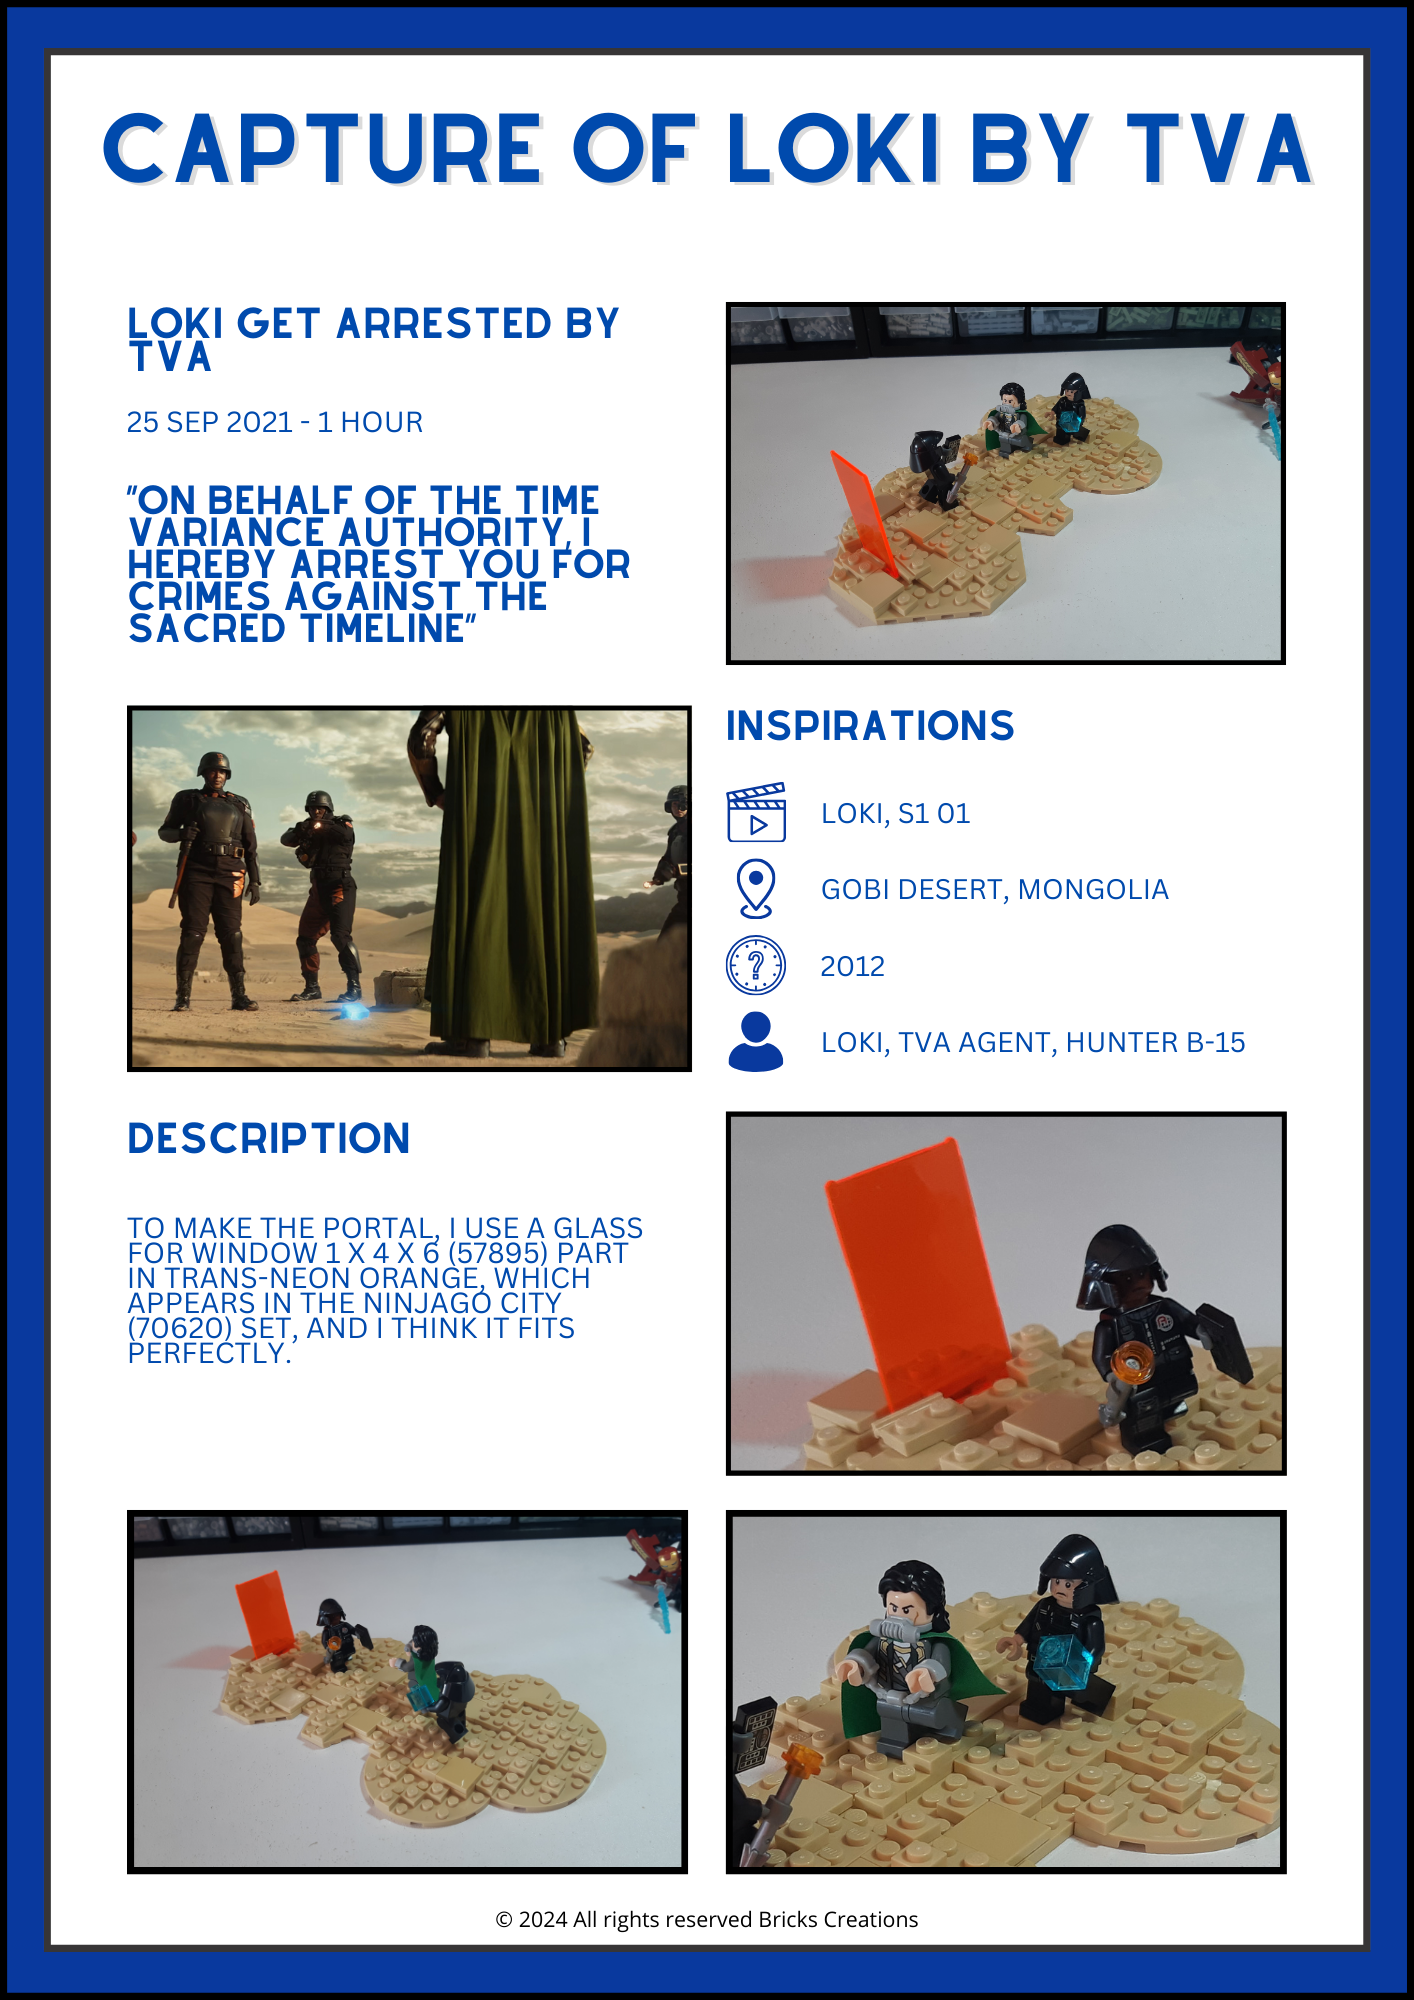 CAPTURE OF LOKI BY TVA
LOKI GET ARRESTED BY
TVA
25 SEP 2021 - 1 HOUR
"ON BEHALF OF THE TIME
VARIANCE AUTHORITY, I
HEREBY ARREST YOU FOR
CRIMES AGAINST THE
SACRED TIMELINE"
INSPIRATIONS
LOKI, S1 01
GOBI DESERT, MONGOLIA
2012
LOKI, TVA AGENT, HUNTER B-15
DESCRIPTION
TO MAKE THE PORTAL, I USE A GLASS
FOR WINDOW 1 X 4 X 6 (57895) PART
IN TRANS-NEON ORANGE, WHICH
APPEARS IN THE NINJAGO CITY
(70620) SET, AND I THINK IT FITS
PERFECTLY.
© 2024 All rights reserved Bricks Creations